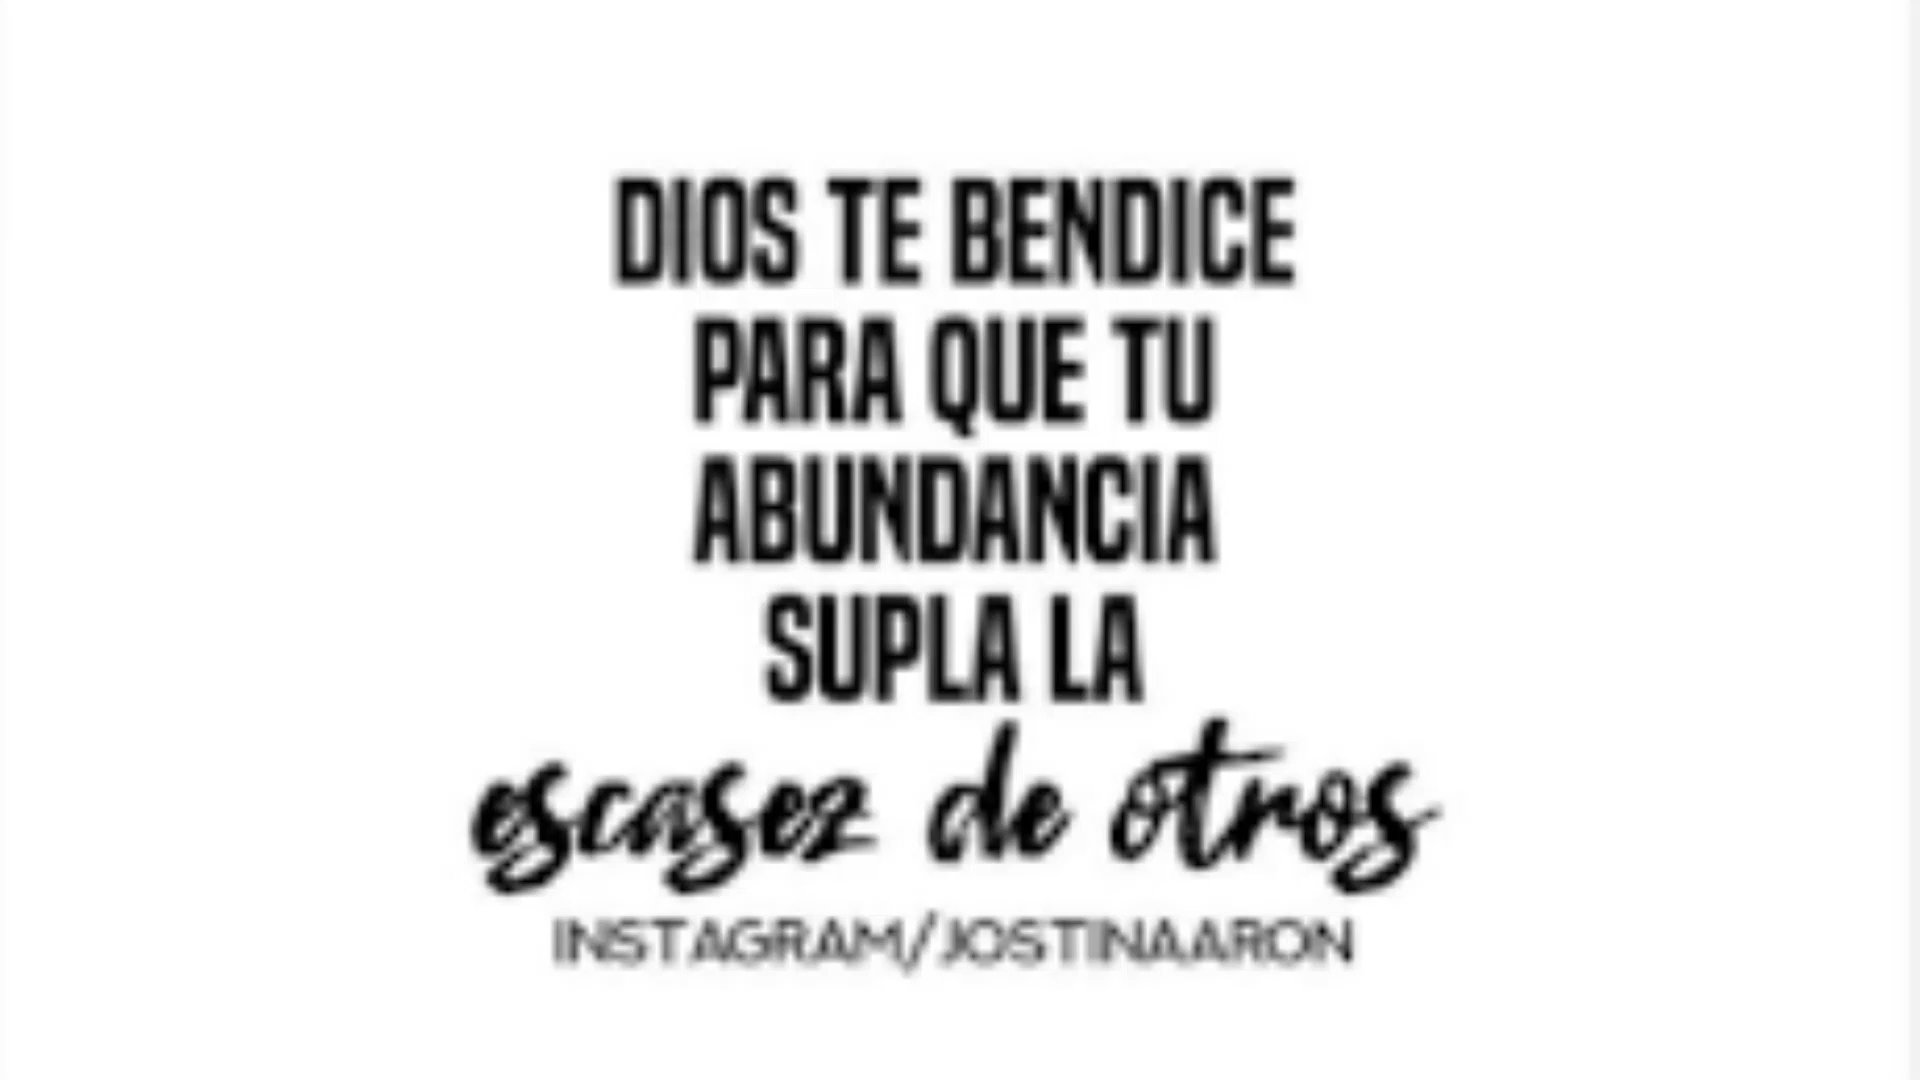 DIOS TE BENDICE
PARA QUE TU
ABUNDANCIA
SUPLA LA
escasez de otros
INSTAGRAM/JOSTINAARON